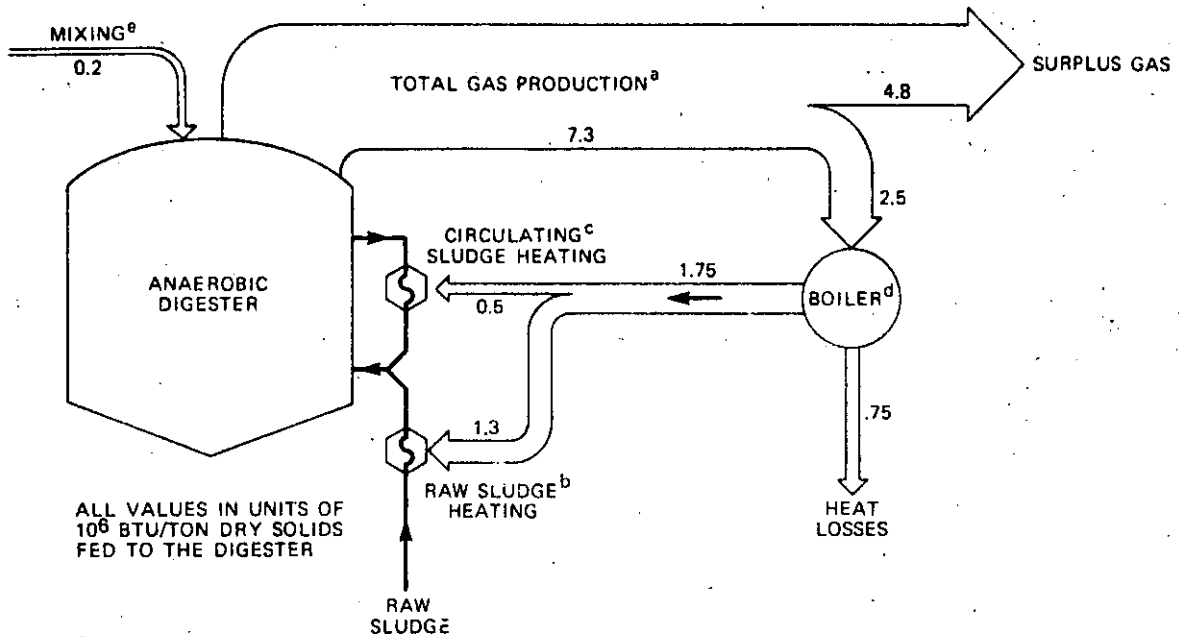 MIXINGᵉ
0.2
SURPLUS GAS
TOTAL GAS PRODUCTIONᵃ
4.8
7.3
2.5
CIRCULATINGᶜ
SLUDGE HEATING
1.75
0.5
ANAEROBIC
DIGESTER
BOILERᵈ
1.3
.75
RAW SLUDGEᵇ
HEATING
ALL VALUES IN UNITS OF
10⁶ BTU/TON DRY SOLIDS
FED TO THE DIGESTER
HEAT
LOSSES
RAW
SLUDGE